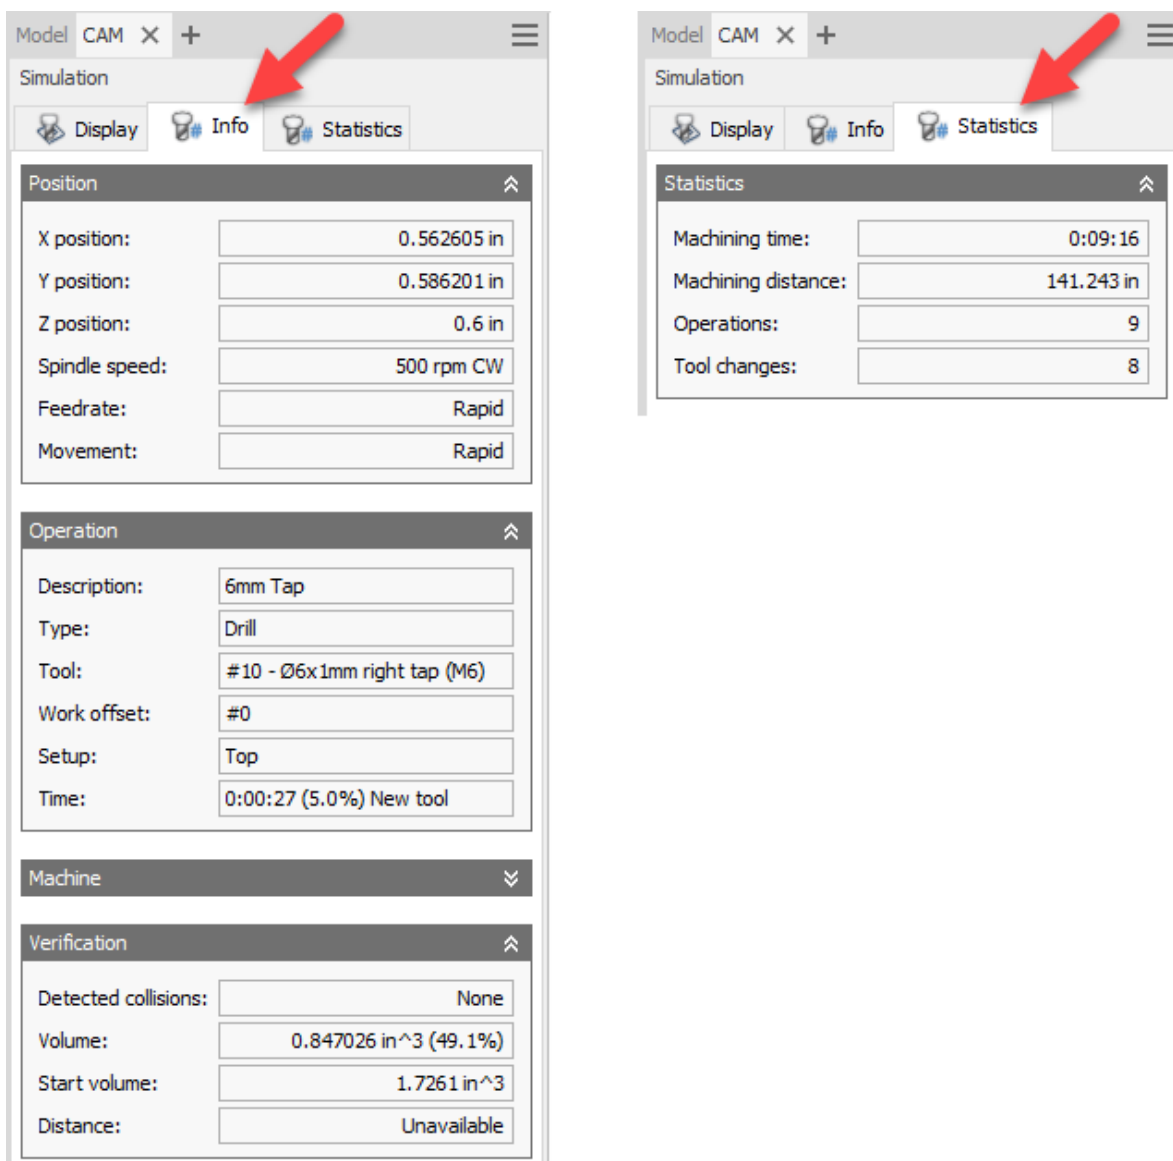 Model CAM
Simulation
Display Info Statistics
Position
X position: 0.562605 in
Y position: 0.586201 in
Z position: 0.6 in
Spindle speed: 500 rpm CW
Feedrate: Rapid
Movement: Rapid
Operation
Description: 6mm Tap
Type: Drill
Tool: #10 - Ø6x1mm right tap (M6)
Work offset: #0
Setup: Top
Time: 0:00:27 (5.0%) New tool
Machine
Verification
Detected collisions: None
Volume: 0.847026 in^3 (49.1%)
Start volume: 1.7261 in^3
Distance: Unavailable
Model CAM
Simulation
Display Info Statistics
Statistics
Machining time: 0:09:16
Machining distance: 141.243 in
Operations: 9
Tool changes: 8